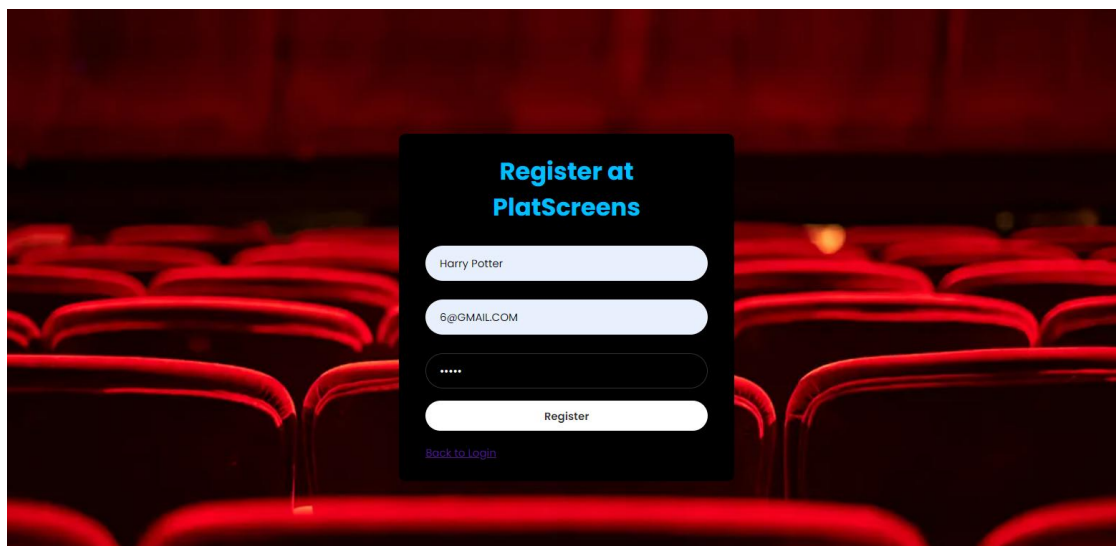 Register at
PlatScreens
Harry Potter
6@GMAIL.COM
•••••
Register
Back to Login